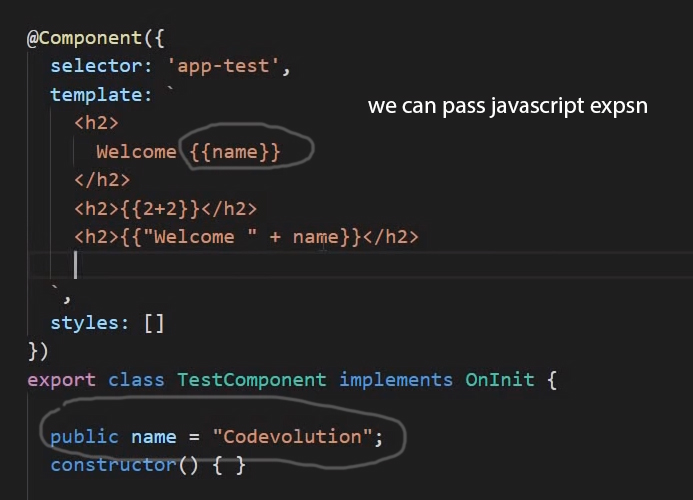 @Component({
selector: 'app-test',
template: `
we can pass javascript expsn
<h2>
Welcome {{name}}
</h2>
<h2>{{2+2}}</h2>
<h2>{{"Welcome " + name}}</h2>
`,
styles: []
})
export class TestComponent implements OnInit {
public name = "Codevolution";
constructor() { }